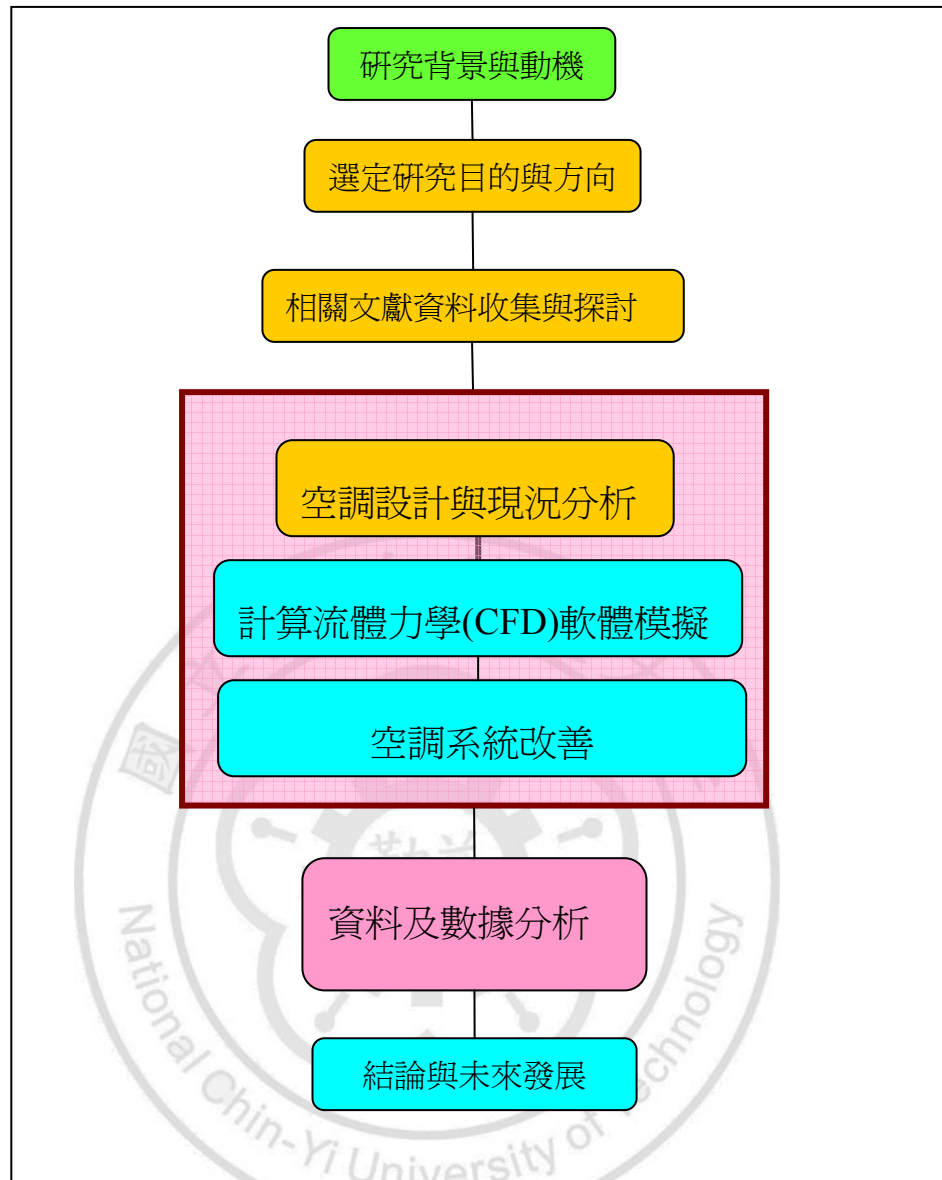 研究背景與動機
選定研究目的與方向
相關文獻資料收集與探討
空調設計與現況分析
計算流體力學(CFD)軟體模擬
空調系統改善
資料及數據分析
結論與未來發展
National Chin-Yi University of Technology